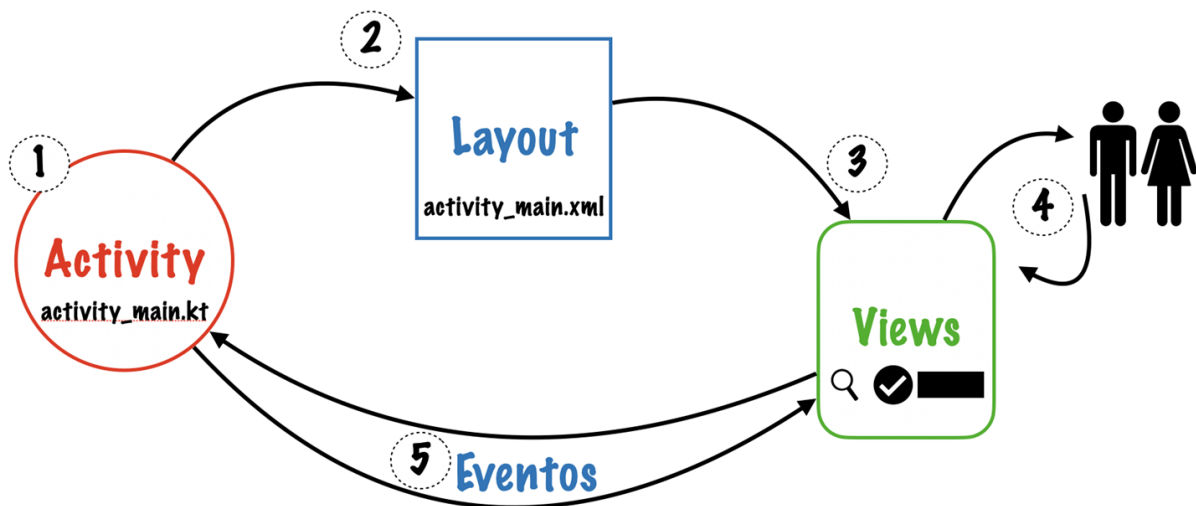 1
Activity
activity_main.kt
2
Layout
activity_main.xml
3
Views
4
5
Eventos